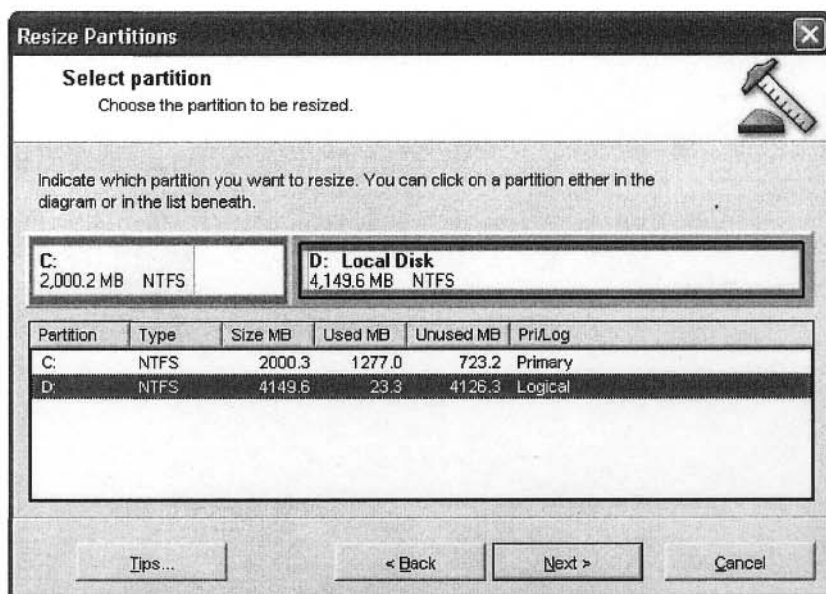 Resize Partitions
Select partition
Choose the partition to be resized.
Indicate which partition you want to resize. You can click on a partition either in the
diagram or in the list beneath.
C:
2,000.2 MB NTFS
D: Local Disk
4,149.6 MB NTFS
Partition Type Size MB Used MB Unused MB Pri/Log
C: NTFS 2000.3 1277.0 723.2 Primary
D: NTFS 4149.6 23.3 4126.3 Logical
Tips... < Back Next > Cancel